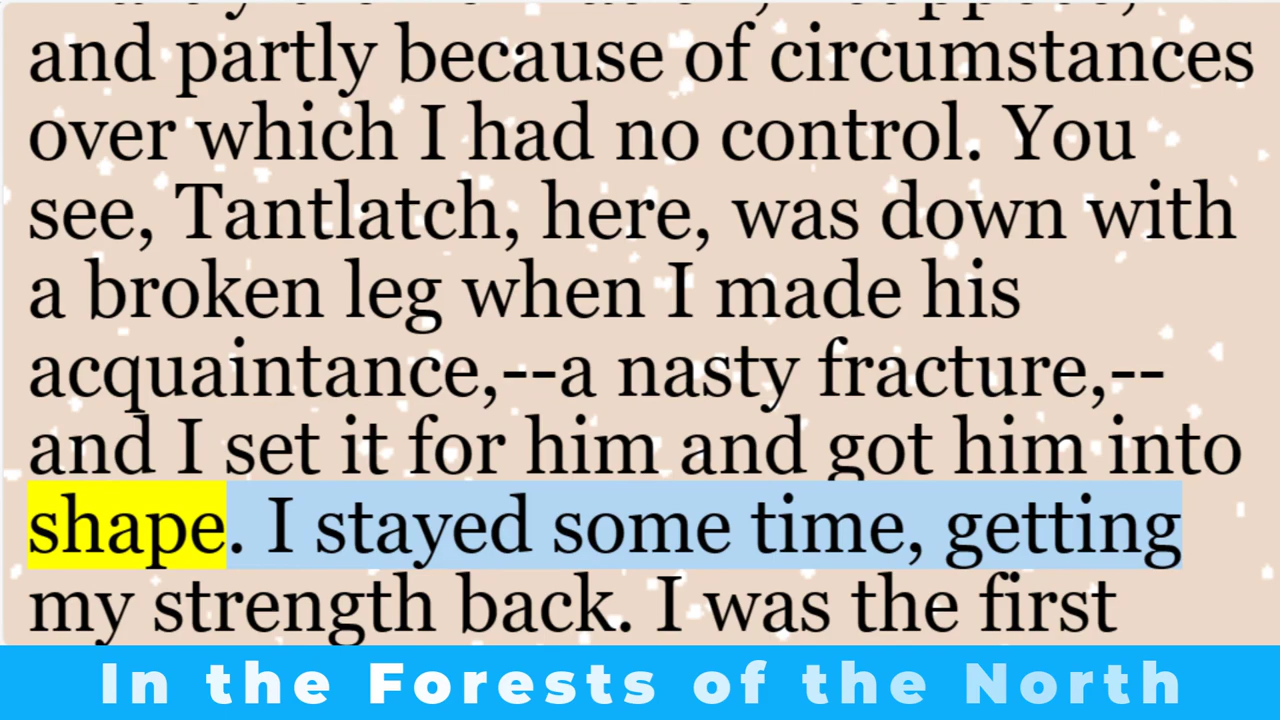 and partly because of circumstances
over which I had no control. You
see, Tantlatch, here, was down with
a broken leg when I made his
acquaintance,--a nasty fracture,--
and I set it for him and got him into
shape. I stayed some time, getting
my strength back. I was the first
In the Forests of the North